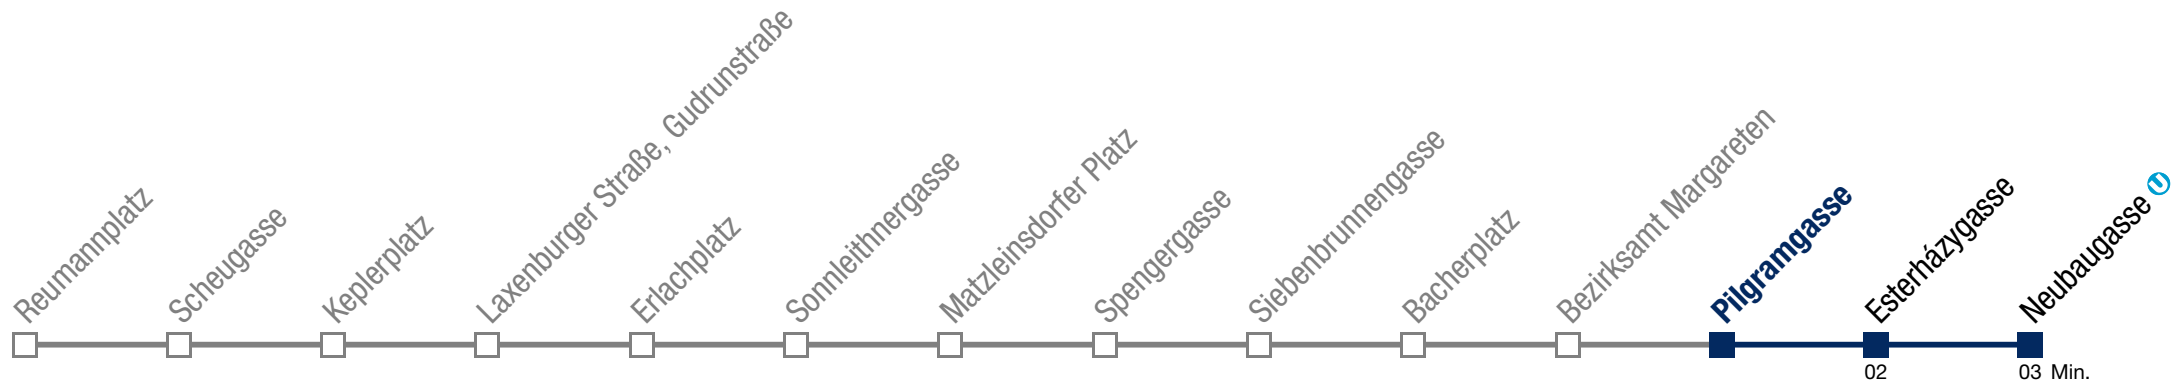 Reumannplatz
Scheugasse
Keplerplatz
Laxenburger Straße, Gudrunstraße
Erlachplatz
Sonnleithnergasse
Matzleinsdorfer Platz
Spengergasse
Siebenbrunnengasse
Bacherplatz
Bezirksamt Margareten
Pilgramgasse
Esterházygasse
Neubaugasse U
02
03 Min.